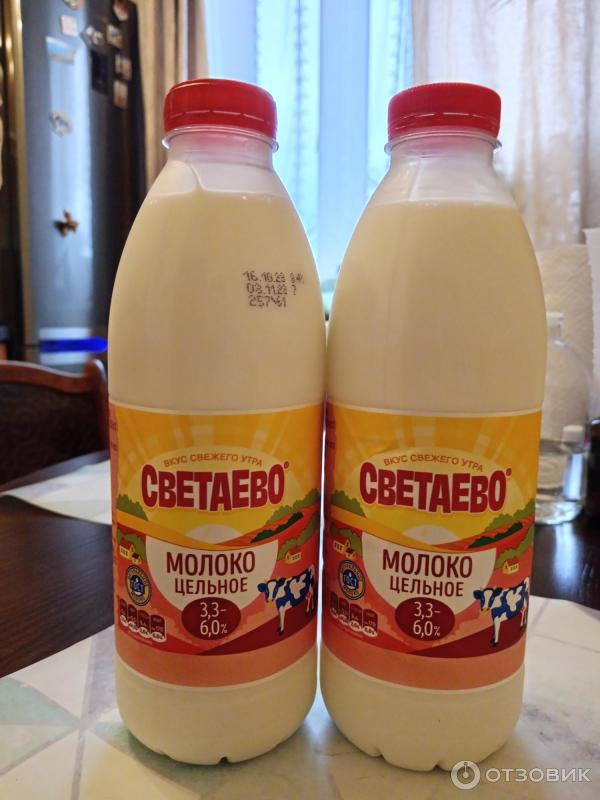 16.10.23
03.11.23
ВКУС СВЕЖЕГО УТРА
СВЕТАЕВО®
МОЛОКО
ЦЕЛЬНОЕ
3,3–
6,0%
ВКУС СВЕЖЕГО УТРА
СВЕТАЕВО®
МОЛОКО
ЦЕЛЬНОЕ
3,3–
6,0%
ОТЗОВИК